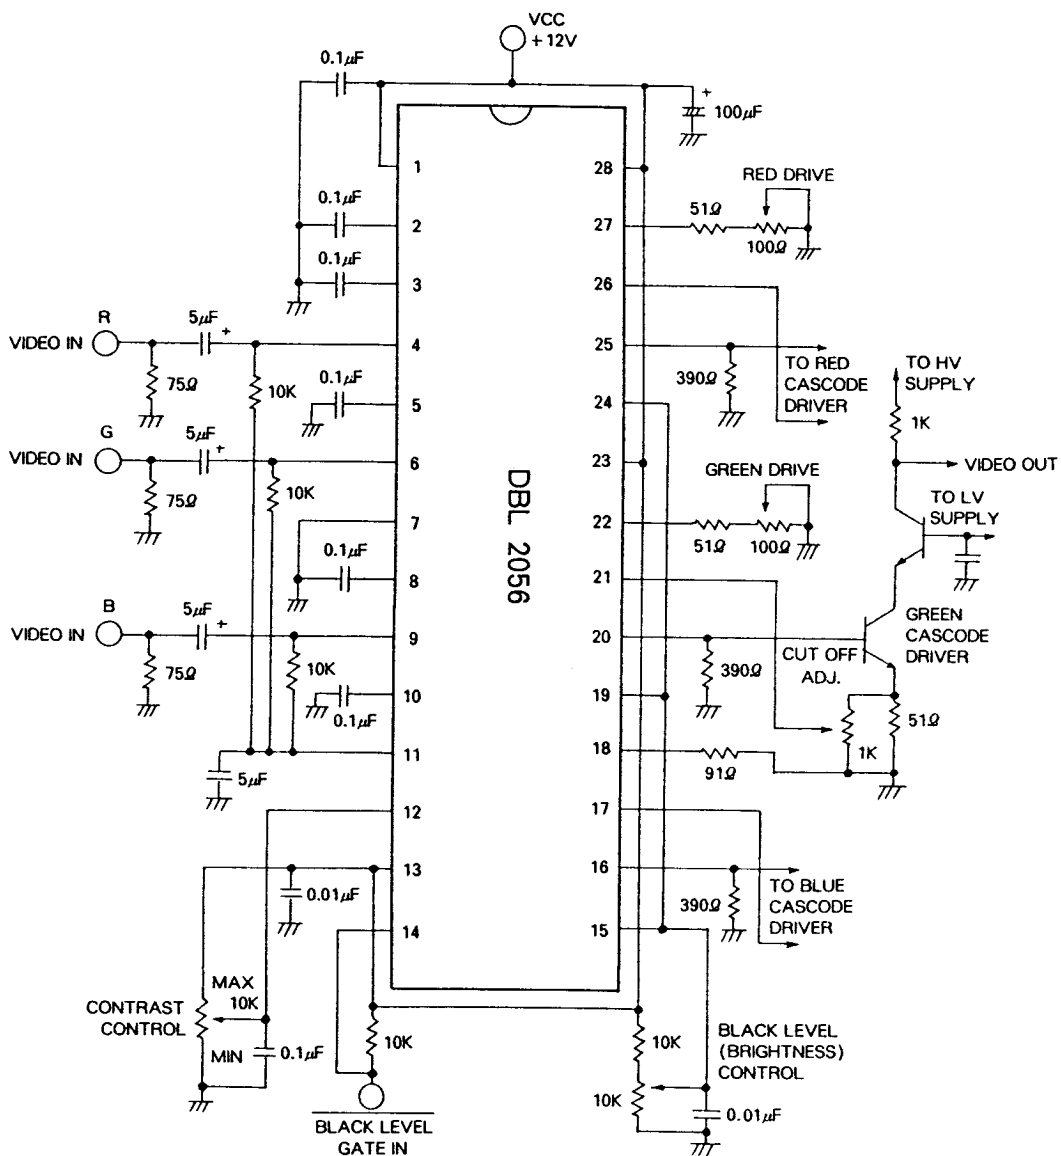 VCC
+12V
0.1μF
+
100μF
1
28
RED DRIVE
0.1μF
51Ω
2
27
100Ω
0.1μF
3
26
R
5μF
+
VIDEO IN
4
25
TO RED
CASCODE
DRIVER
TO HV
SUPPLY
75Ω
10K
0.1μF
390Ω
5
24
1K
G
5μF
+
VIDEO IN
6
23
GREEN DRIVE
VIDEO OUT
75Ω
10K
DBL 2056
7
22
51Ω
100Ω
TO LV
SUPPLY
0.1μF
8
21
B
5μF
+
VIDEO IN
9
20
GREEN
CASCODE
DRIVER
75Ω
10K
390Ω
CUT OFF
ADJ.
10
19
0.1μF
51Ω
11
18
1K
5μF
91Ω
12
17
13
16
0.01μF
390Ω
TO BLUE
CASCODE
DRIVER
14
15
MAX
10K
CONTRAST
CONTROL
MIN
0.1μF
10K
10K
BLACK LEVEL
(BRIGHTNESS)
CONTROL
10K
0.01μF
BLACK LEVEL
GATE IN